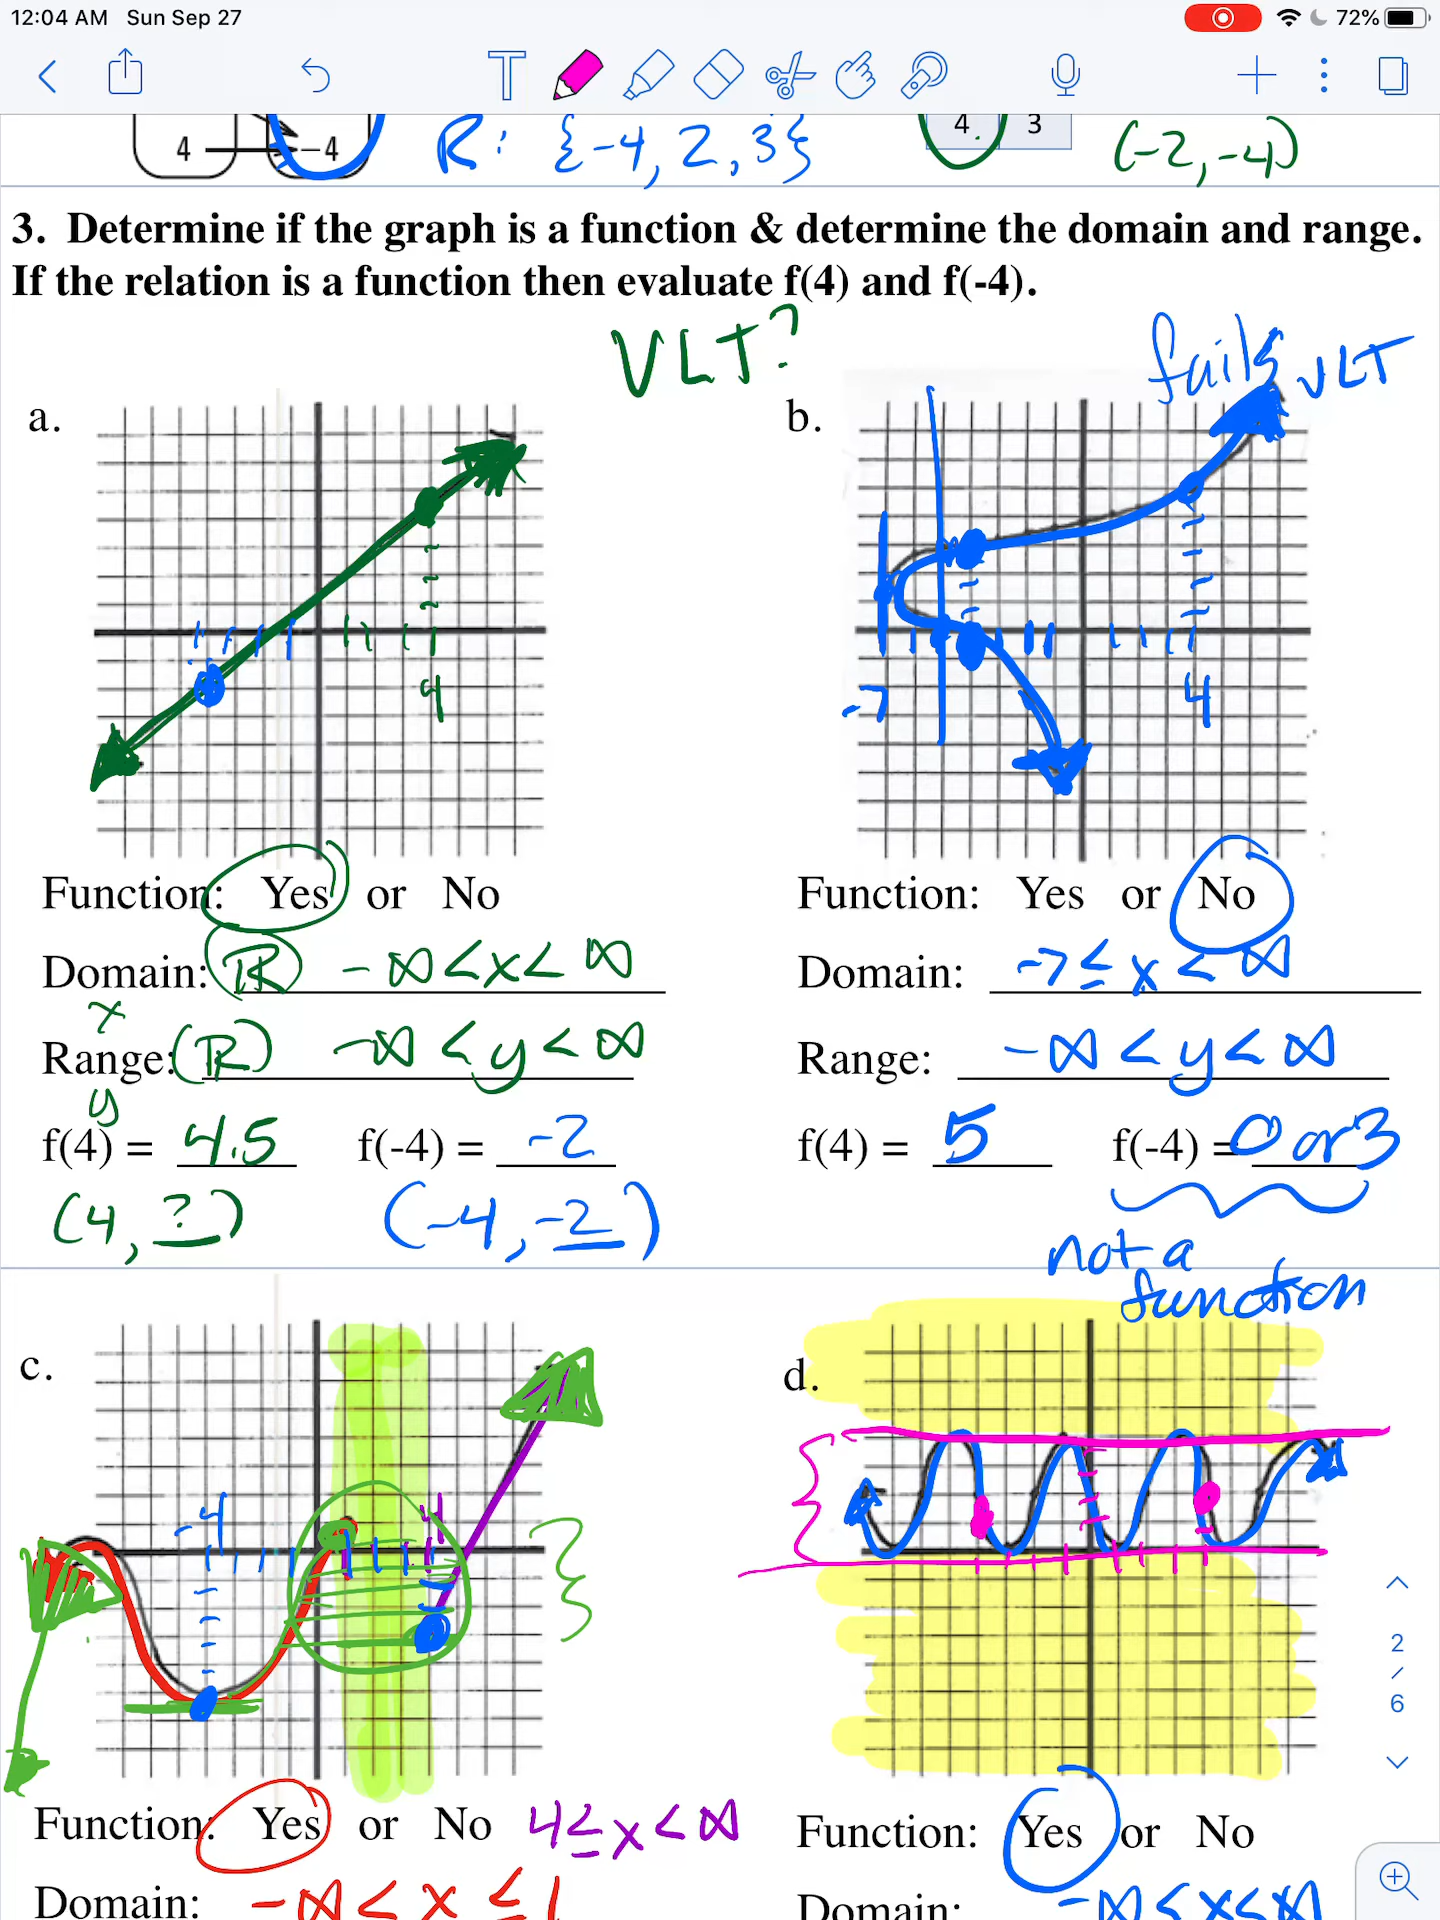 12:04 AM Sun Sep 27
72%
4 -4 R: {-4, 2, 3}
4 3 (-2,-4)
3. Determine if the graph is a function & determine the domain and range.
If the relation is a function then evaluate f(4) and f(-4).
VLT?
fails VLT
a.
b.
4
-7 4
Function: Yes or No
Domain: ℝ -∞<x<∞
x
Range: (ℝ) -∞<y<∞
y
f(4) = 4.5 f(-4) = -2
(4, ?) (-4, -2)
Function: Yes or No
Domain: -7≤x<∞
Range: -∞<y<∞
f(4) = 5 f(-4) = 0 or 3
not a
function
c.
d.
-4 4
2
/
6
Function: Yes or No 4≤x<∞
Domain: -∞<x≤1
Function: Yes or No
Domain: -∞<x<∞